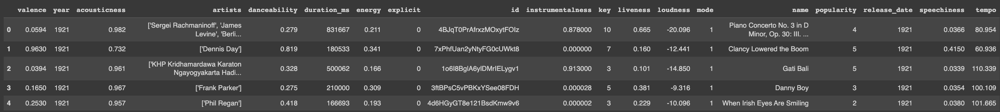 valence year acousticness artists danceability duration_ms energy explicit id instrumentalness key liveness loudness mode name popularity release_date speechiness tempo
0 0.0594 1921 0.982 ['Sergei Rachmaninoff', 'James Levine', 'Berli... 0.279 831667 0.211 0 4BJqT0PrAfrxzMOxytFOIz 0.878000 10 0.665 -20.096 1 Piano Concerto No. 3 in D Minor, Op. 30: III. ... 4 1921 0.0366 80.954
1 0.9630 1921 0.732 ['Dennis Day'] 0.819 180533 0.341 0 7xPhfUan2yNtyFG0cUWkt8 0.000000 7 0.160 -12.441 1 Clancy Lowered the Boom 5 1921 0.4150 60.936
2 0.0394 1921 0.961 ['KHP Kridhamardawa Karaton Ngayogyakarta Hadi... 0.328 500062 0.166 0 1o6I8BglA6ylDMrIELygv1 0.913000 3 0.101 -14.850 1 Gati Bali 5 1921 0.0339 110.339
3 0.1650 1921 0.967 ['Frank Parker'] 0.275 210000 0.309 0 3ftBPsC5vPBKxYSee08FDH 0.000028 5 0.381 -9.316 1 Danny Boy 3 1921 0.0354 100.109
4 0.2530 1921 0.957 ['Phil Regan'] 0.418 166693 0.193 0 4d6HGyGT8e121BsdKmw9v6 0.000002 3 0.229 -10.096 1 When Irish Eyes Are Smiling 2 1921 0.0380 101.665